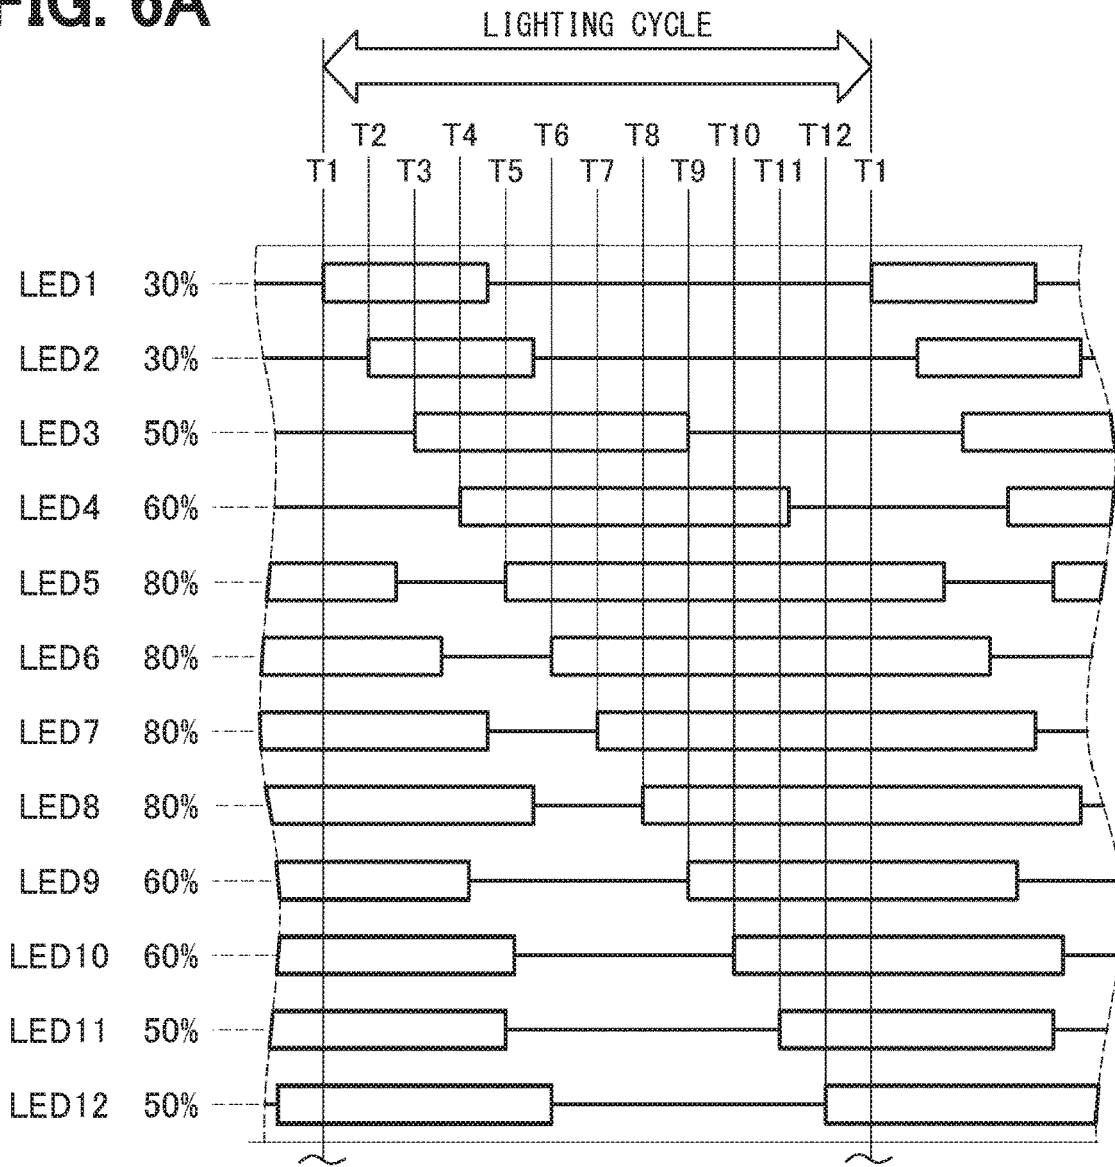 FIG. 6A
LIGHTING CYCLE
T2 T4 T6 T8 T10 T12
T1 T3 T5 T7 T9 T11 T1
LED1 30%
LED2 30%
LED3 50%
LED4 60%
LED5 80%
LED6 80%
LED7 80%
LED8 80%
LED9 60%
LED10 60%
LED11 50%
LED12 50%